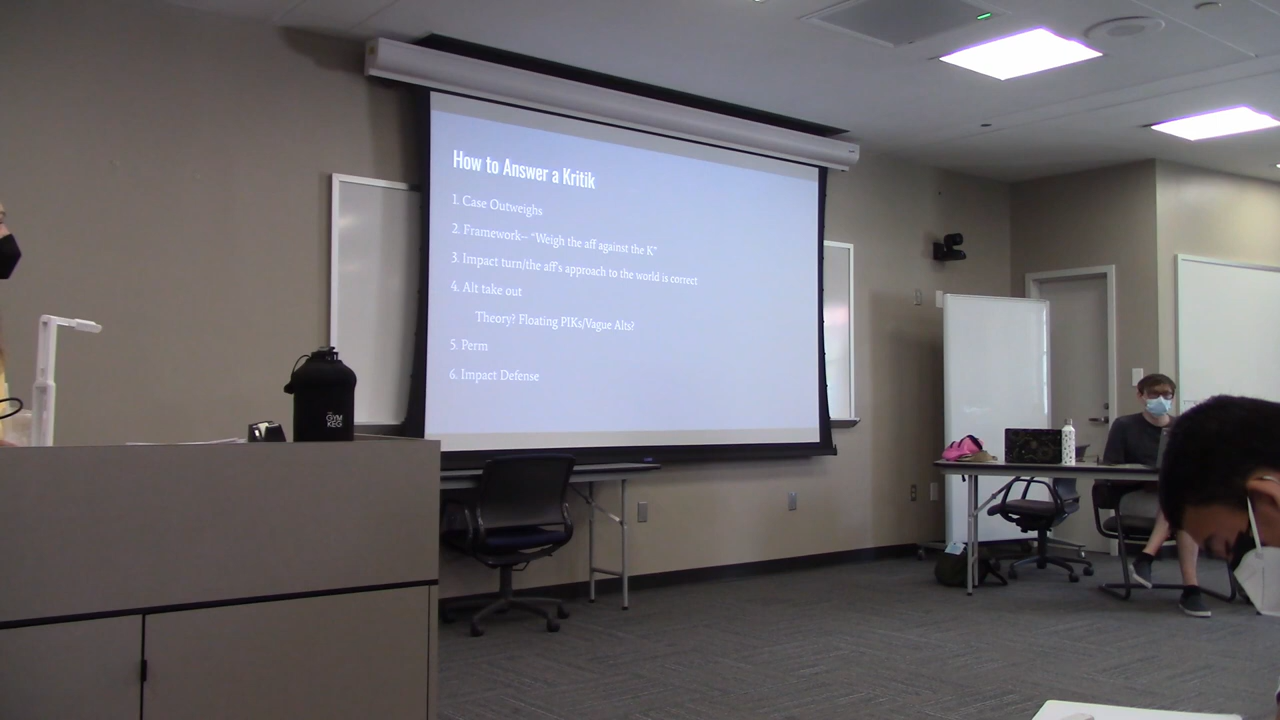 How to Answer a Kritik
1. Case Outweighs
2. Framework-- "Weigh the aff against the K"
3. Impact turn/the aff's approach to the world is correct
4. Alt take out
Theory? Floating PIKs/Vague Alts?
5. Perm
6. Impact Defense
GYM
KEG